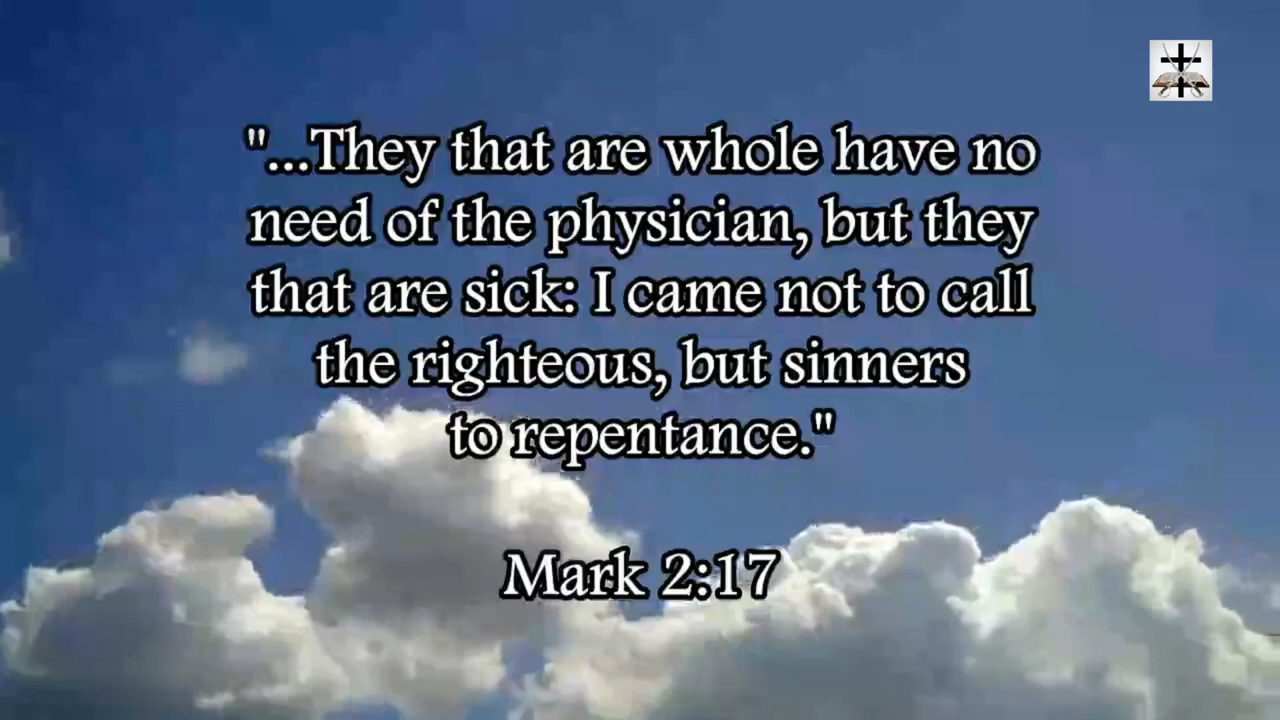 "...They that are whole have no
need of the physician, but they
that are sick: I came not to call
the righteous, but sinners
to repentance."
Mark 2:17